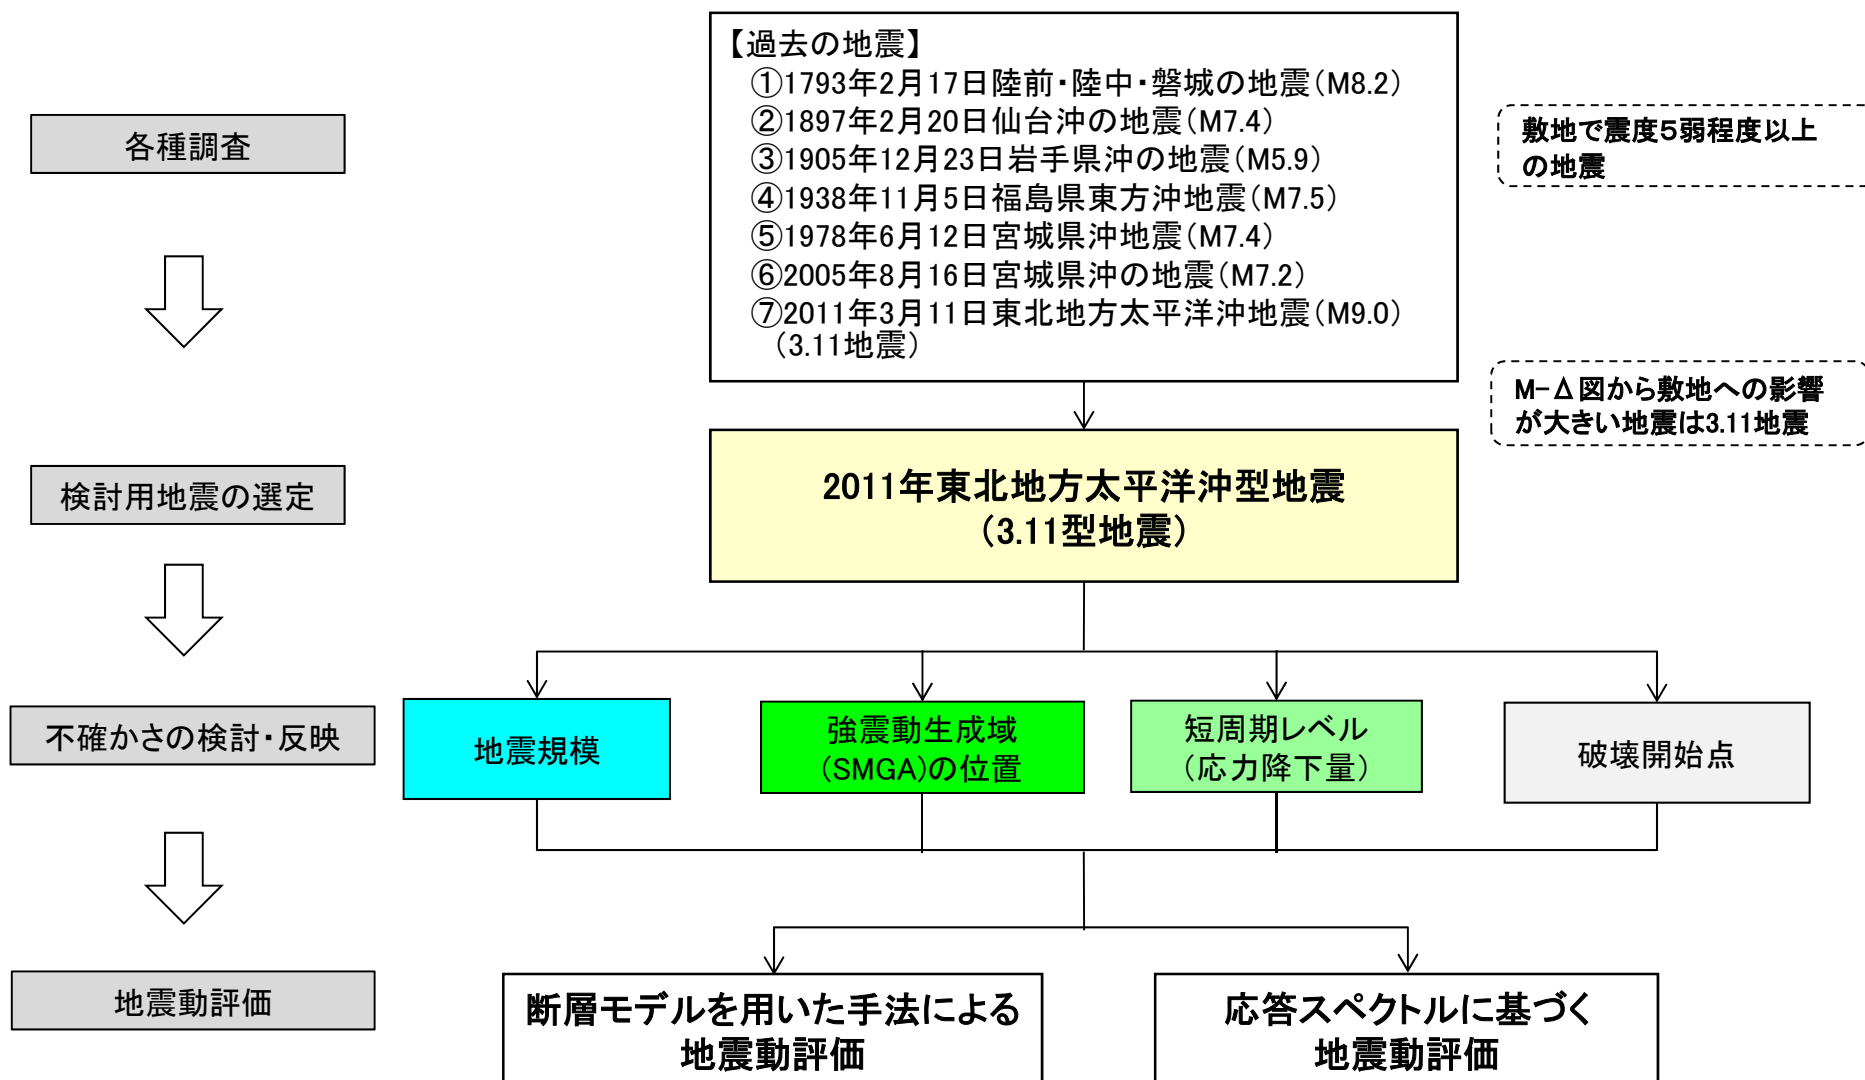 【過去の地震】
①1793年2月17日陸前・陸中・磐城の地震(M8.2)
②1897年2月20日仙台沖の地震(M7.4)
③1905年12月23日岩手県沖の地震(M5.9)
④1938年11月5日福島県東方沖地震(M7.5)
⑤1978年6月12日宮城県沖地震(M7.4)
⑥2005年8月16日宮城県沖の地震(M7.2)
⑦2011年3月11日東北地方太平洋沖地震(M9.0)
(3.11地震)
各種調査
敷地で震度5弱程度以上
の地震
M-Δ図から敷地への影響
が大きい地震は3.11地震
検討用地震の選定
2011年東北地方太平洋沖型地震
(3.11型地震)
不確かさの検討・反映
地震規模
強震動生成域
(SMGA)の位置
短周期レベル
(応力降下量)
破壊開始点
地震動評価
断層モデルを用いた手法による
地震動評価
応答スペクトルに基づく
地震動評価